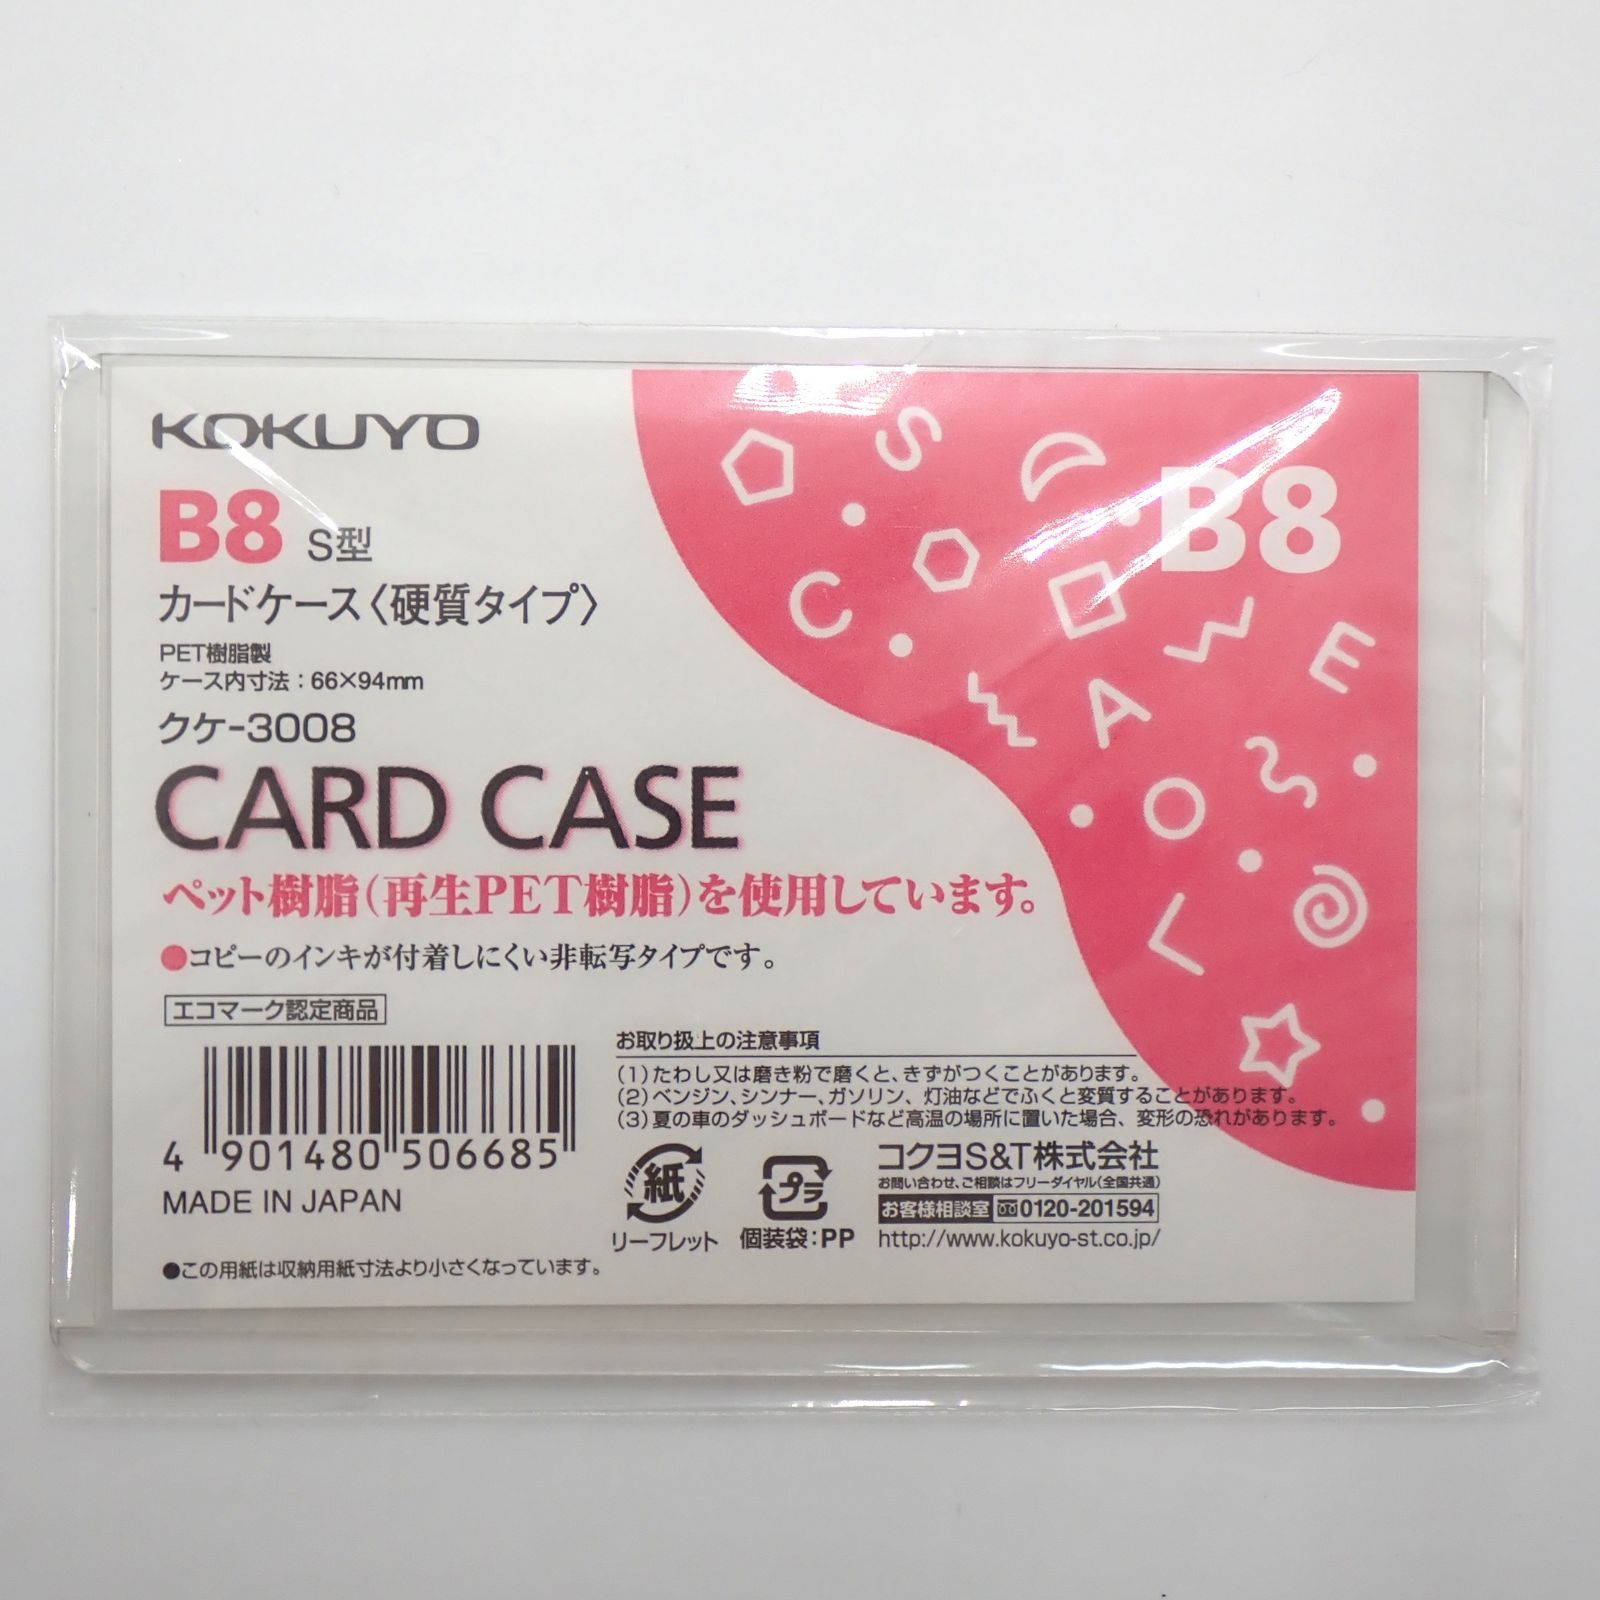 KOKUYO
B8 S型
B8
カードケース〈硬質タイプ〉
PET樹脂製
ケース内寸法：66×94mm
クケ-3008
CARD CASE
ペット樹脂(再生PET樹脂)を使用しています。
●コピーのインキが付着しにくい非転写タイプです。
エコマーク認定商品
4 901480 506685
MADE IN JAPAN
●この用紙は収納用紙寸法より小さくなっています。
お取り扱上の注意事項
(1)たわし又は磨き粉で磨くと、きずがつくことがあります。
(2)ベンジン、シンナー、ガソリン、灯油などでふくと変質することがあります。
(3)夏の車のダッシュボードなど高温の場所に置いた場合、変形の恐れがあります。
紙
リーフレット
プラ
個装袋：PP
コクヨS&T株式会社
お問い合わせ、ご相談はフリーダイヤル(全国共通)
お客様相談室 0120-201594
http://www.kokuyo-st.co.jp/
S
C
E
A